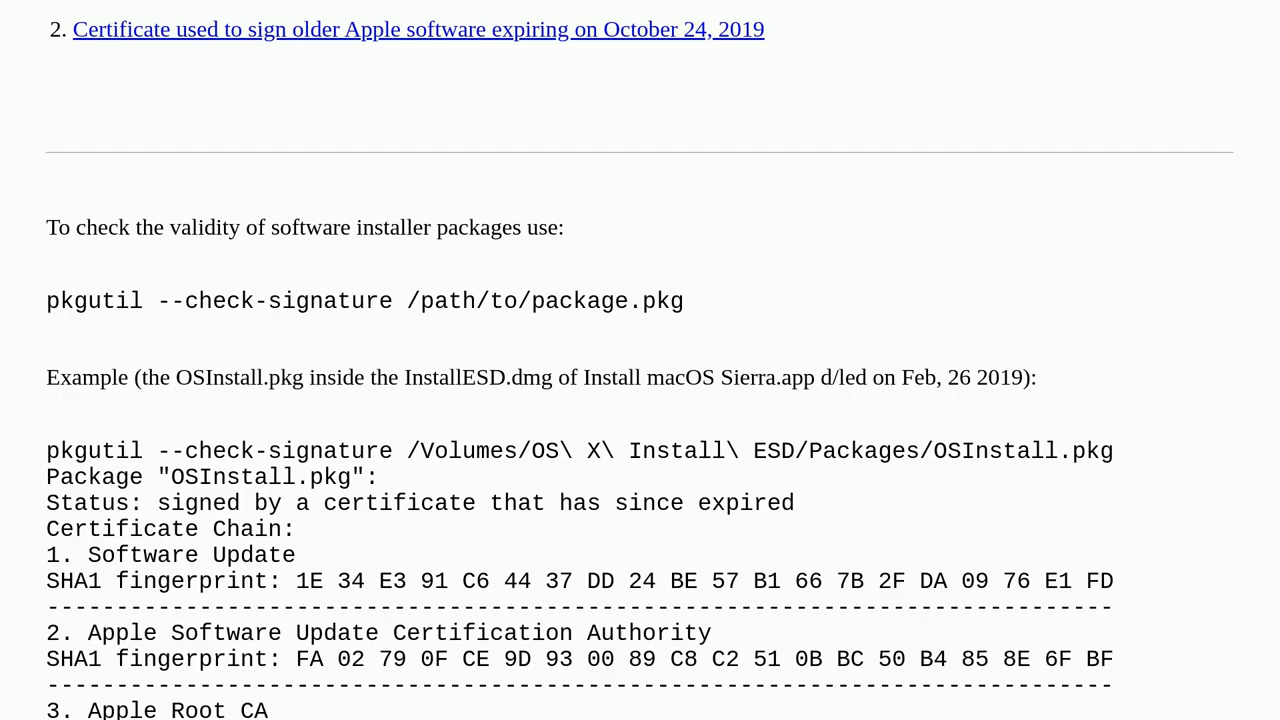 2. Certificate used to sign older Apple software expiring on October 24, 2019
To check the validity of software installer packages use:
pkgutil --check-signature /path/to/package.pkg
Example (the OSInstall.pkg inside the InstallESD.dmg of Install macOS Sierra.app d/led on Feb, 26 2019):
pkgutil --check-signature /Volumes/OS\ X\ Install\ ESD/Packages/OSInstall.pkg
Package "OSInstall.pkg":
Status: signed by a certificate that has since expired
Certificate Chain:
1. Software Update
SHA1 fingerprint: 1E 34 E3 91 C6 44 37 DD 24 BE 57 B1 66 7B 2F DA 09 76 E1 FD
-----------------------------------------------------------------------------
2. Apple Software Update Certification Authority
SHA1 fingerprint: FA 02 79 0F CE 9D 93 00 89 C8 C2 51 0B BC 50 B4 85 8E 6F BF
-----------------------------------------------------------------------------
3. Apple Root CA